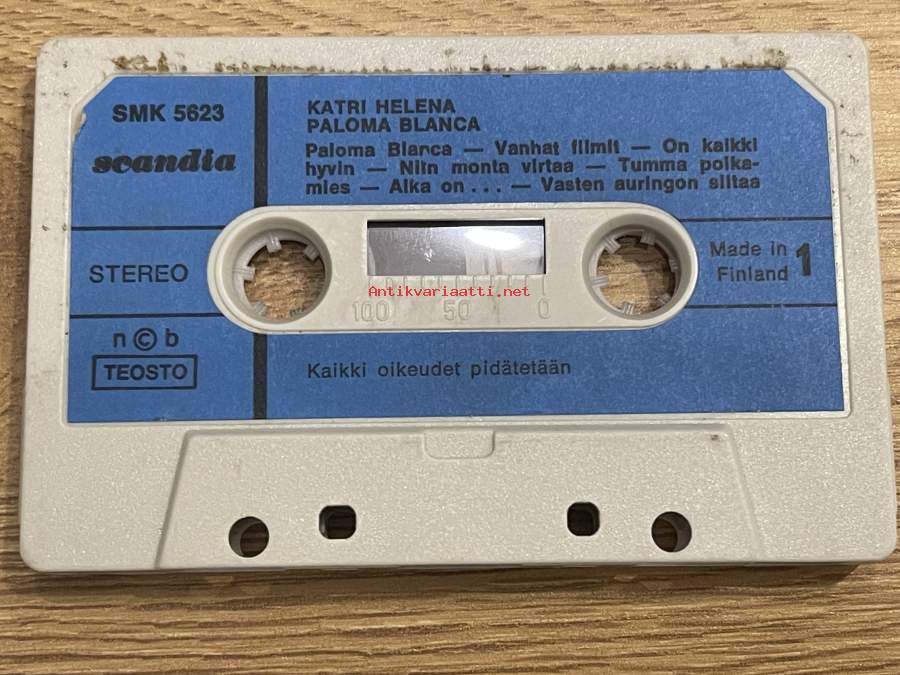 SMK 5623
scandia
KATRI HELENA
PALOMA BLANCA
Paloma Blanca — Vanhat filmit — On kaikki
hyvin — Niin monta virtaa — Tumma poika-
mies — Aika on . . . — Vasten auringon siltaa
STEREO
Made in
Finland 1
Antikvariaatti.net
100 50 0
n © b
TEOSTO
Kaikki oikeudet pidätetään